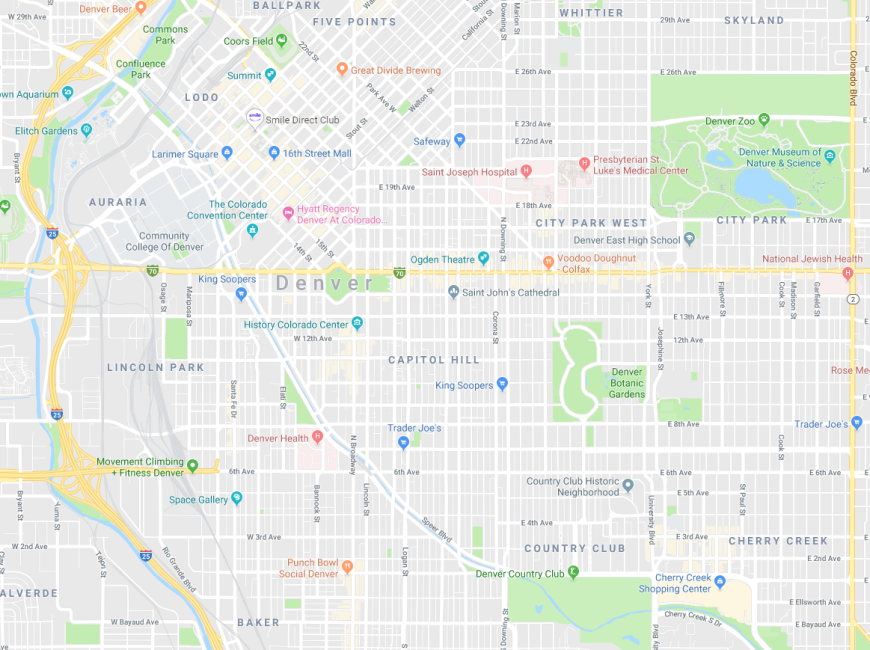 BALLPARK
WHITTIER
Denver Beer
W 29th Ave
FIVE POINTS
SKYLAND
29th Ave
Marion St
N Downing St
California St
Commons
Park
Coors Field
22nd St
Confluence
Park
Summit
Great Divide Brewing
E 26th Ave
E 26th Ave
Colorado Blvd
own Aquarium
LODO
Park Ave W
Welton St
Smile Direct Club
Stout St
E 23rd Ave
Denver Zoo
Elitch Gardens
Safeway
E 22nd Ave
Larimer Square
16th Street Mall
Denver Museum of
Nature & Science
Bryant St
Saint Joseph Hospital
Presbyterian St.
Luke's Medical Center
E 19th Ave
AURARIA
The Colorado
Convention Center
Hyatt Regency
Denver At Colorado...
E 18th Ave
CITY PARK WEST
CITY PARK
E 17th Ave
25
Community
College Of Denver
15th St
14th St
N Downing St
Denver East High School
Ogden Theatre
Voodoo Doughnut
- Colfax
National Jewish Health
70
70
King Soopers
Denver
Saint John's Cathedral
Osage St
Mariposa St
York St
Fillmore St
Cook St
Madison St
Garfield St
2
History Colorado Center
Corona St
E 13th Ave
W 12th Ave
Josephine St
12th Ave
LINCOLN PARK
CAPITOL HILL
Rose Me
King Soopers
Denver
Botanic
Gardens
Santa Fe Dr
Elati St
25
Trader Joe's
E 8th Ave
Trader Joe's
Denver Health
N Broadway
Cook St
Movement Climbing
+ Fitness Denver
6th Ave
6th Ave
E 6th Ave
E 6th Ave
Country Club Historic
Neighborhood
E 5th Ave
Space Gallery
Bryant St
Yuma St
Bannock St
Lincoln St
University Blvd
St Paul St
Speer Blvd
E 4th Ave
W 3rd Ave
E 3rd Ave
CHERRY CREEK
W 2nd Ave
25
COUNTRY CLUB
E 2nd Ave
Tejon St
Rio Grande Blvd
Logan St
Punch Bowl
Social Denver
Denver Country Club
Cherry Creek
Shopping Center
ALVERDE
E Ellsworth Ave
W Bayaud Ave
BAKER
Cherry Creek S Dr
E Bayaud Ave